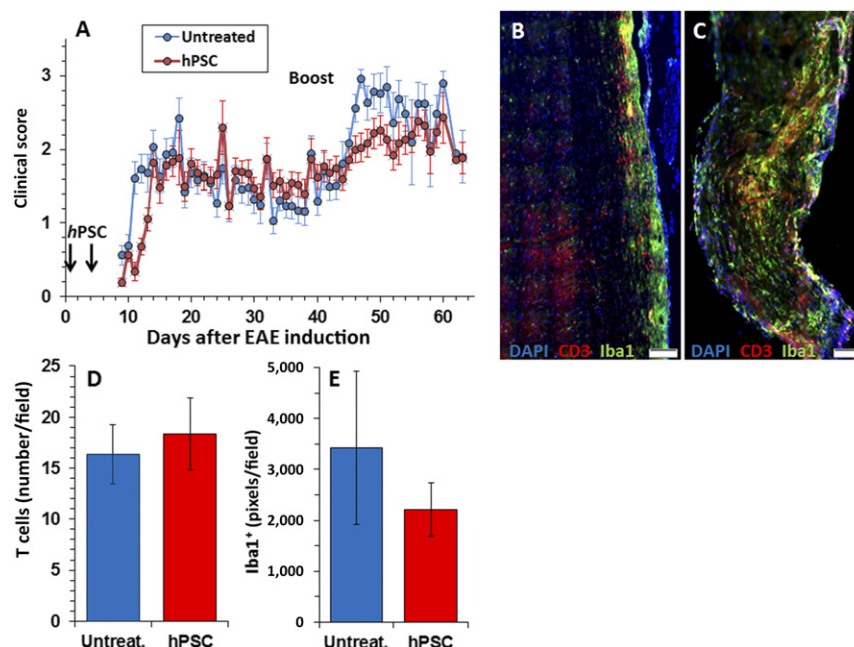 A
Untreated
hPSC
Boost
Clinical score
3
2
1
0
hPSC
0 10 20 30 40 50 60
Days after EAE induction
B
DAPI CD3 Iba1
C
DAPI CD3 Iba1
D
T cells (number/field)
25
20
15
10
5
0
Untreat. hPSC
E
Iba1⁺ (pixels/field)
5,000
4,000
3,000
2,000
1,000
0
Untreat. hPSC